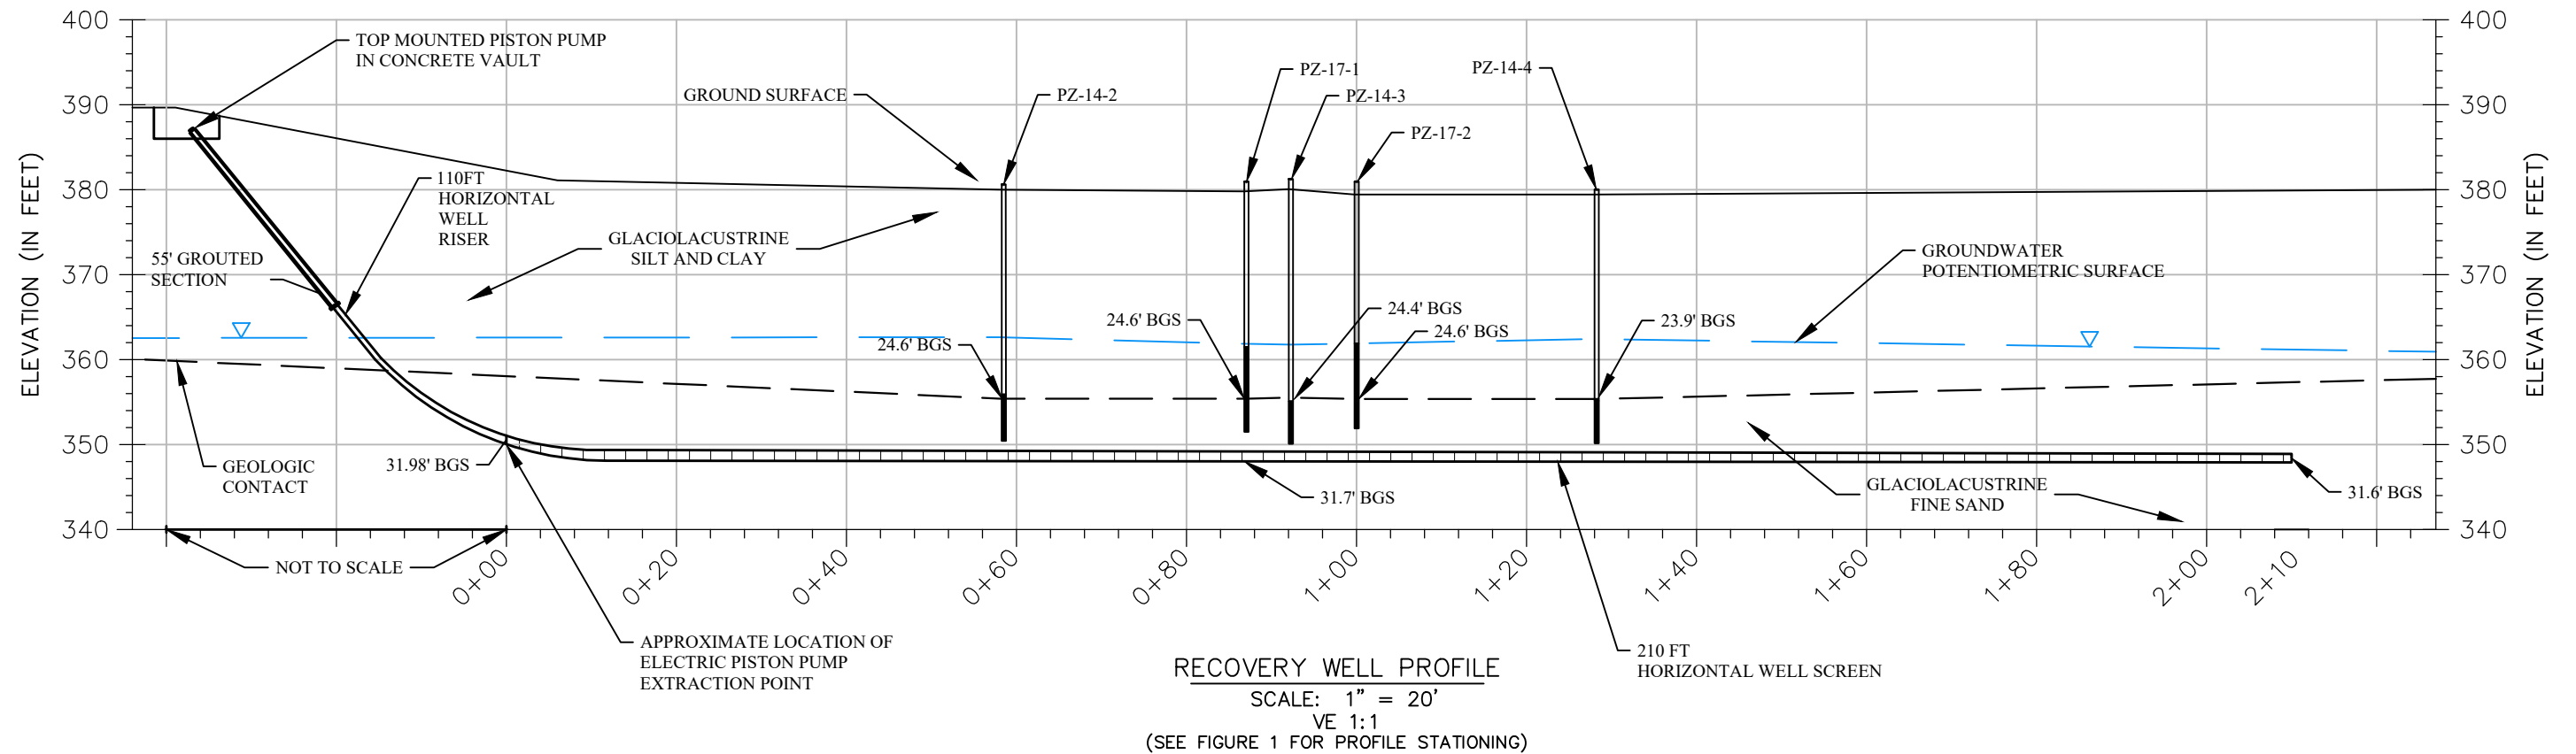 400
400
TOP MOUNTED PISTON PUMP
IN CONCRETE VAULT
PZ-17-1
PZ-14-4
GROUND SURFACE
PZ-14-2
PZ-14-3
390
390
PZ-17-2
380
380
110FT
HORIZONTAL
WELL
RISER
GLACIOLACUSTRINE
SILT AND CLAY
GROUNDWATER
POTENTIOMETRIC SURFACE
55' GROUTED
SECTION
370
370
ELEVATION (IN FEET)
ELEVATION (IN FEET)
24.6' BGS
24.4' BGS
24.6' BGS
23.9' BGS
24.6' BGS
360
360
350
350
GEOLOGIC
CONTACT
31.98' BGS
31.7' BGS
GLACIOLACUSTRINE
FINE SAND
31.6' BGS
340
340
NOT TO SCALE
0+00
0+20
0+40
0+60
0+80
1+00
1+20
1+40
1+60
1+80
2+00
2+10
APPROXIMATE LOCATION OF
ELECTRIC PISTON PUMP
EXTRACTION POINT
210 FT
HORIZONTAL WELL SCREEN
RECOVERY WELL PROFILE
SCALE: 1" = 20'
VE 1:1
(SEE FIGURE 1 FOR PROFILE STATIONING)